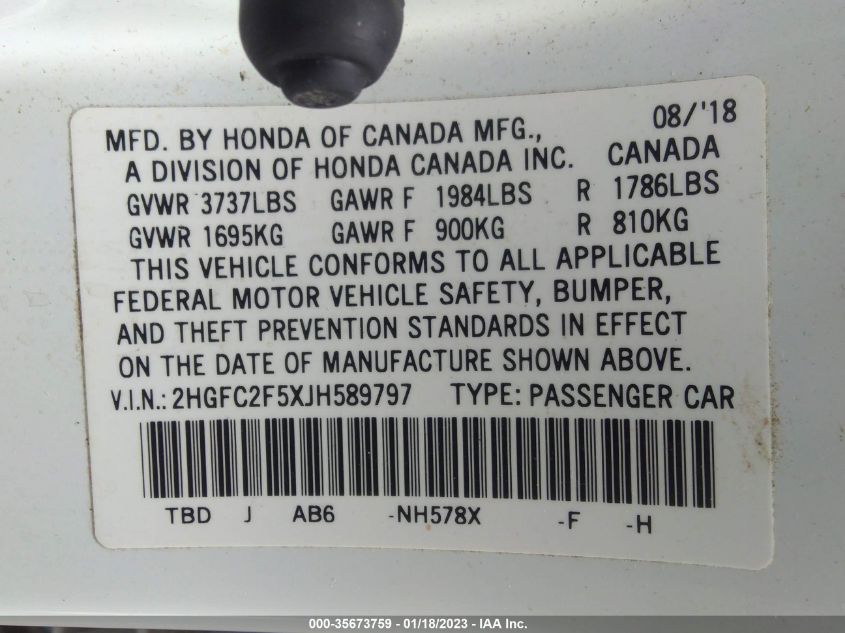 08/'18
MFD. BY HONDA OF CANADA MFG.,
A DIVISION OF HONDA CANADA INC. CANADA
GVWR 3737LBS GAWR F 1984LBS R 1786LBS
GVWR 1695KG GAWR F 900KG R 810KG
THIS VEHICLE CONFORMS TO ALL APPLICABLE
FEDERAL MOTOR VEHICLE SAFETY, BUMPER,
AND THEFT PREVENTION STANDARDS IN EFFECT
ON THE DATE OF MANUFACTURE SHOWN ABOVE.
V.I.N.: 2HGFC2F5XJH589797 TYPE: PASSENGER CAR
TBD J AB6 -NH578X -F -H
000-35673759 - 01/18/2023 - IAA Inc.